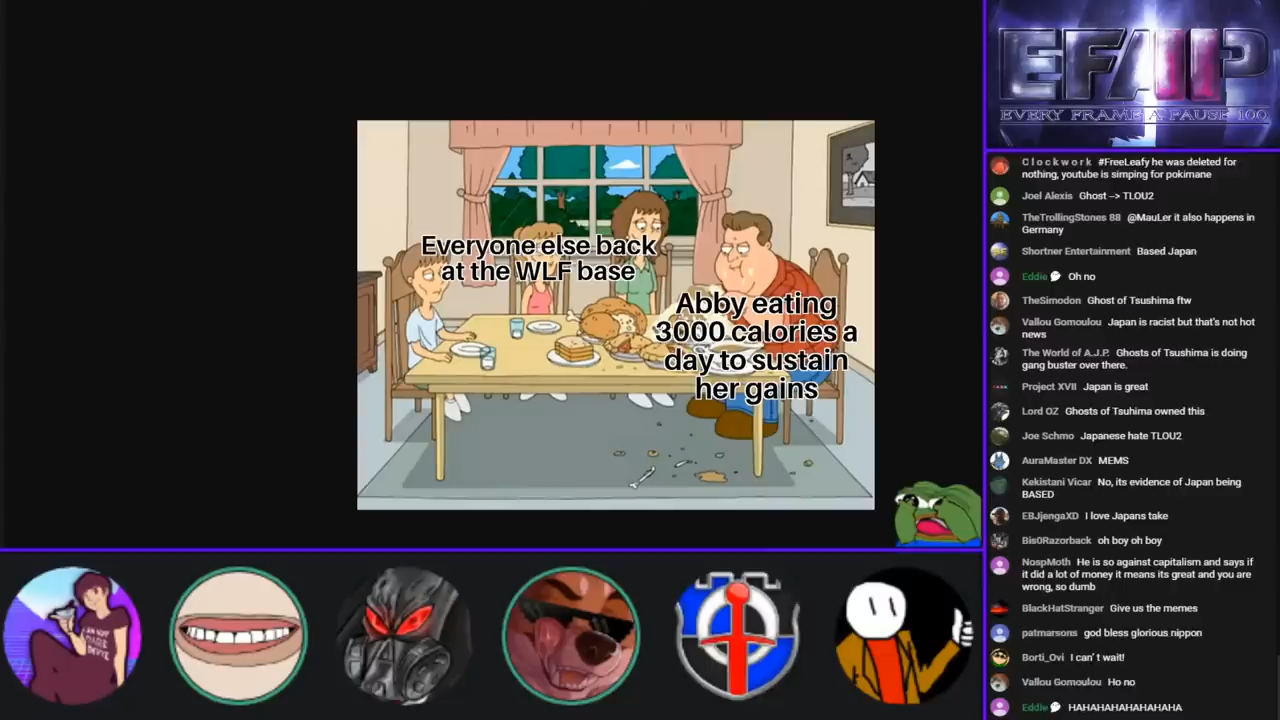 Everyone else back
at the WLF base
Abby eating
3000 calories a
day to sustain
her gains
EFAP
EVERY FRAME A PAUSE 100
C l o c k w o r k #FreeLeafy he was deleted for
nothing, youtube is simping for pokimane
Joel Alexis Ghost --> TLOU2
TheTrollingStones 88 @MauLer it also happens in
Germany
Shortner Entertainment Based Japan
Eddie Oh no
TheSimodon Ghost of Tsushima ftw
Vallou Gomoulou Japan is racist but that's not hot
news
The World of A.J.P. Ghosts of Tsushima is doing
gang buster over there.
Project XVII Japan is great
Lord OZ Ghosts of Tsuhima owned this
Joe Schmo Japanese hate TLOU2
AuraMaster DX MEMS
Kekistani Vicar No, its evidence of Japan being
BASED
EBJjengaXD I love Japans take
Bis0Razorback oh boy oh boy
NospMoth He is so against capitalism and says if
it did a lot of money it means its great and you are
wrong, so dumb
BlackHatStranger Give us the memes
patmarsons god bless glorious nippon
Borti_Ovi I can't wait!
Vallou Gomoulou Ho no
Eddie HAHAHAHAHAHAHA